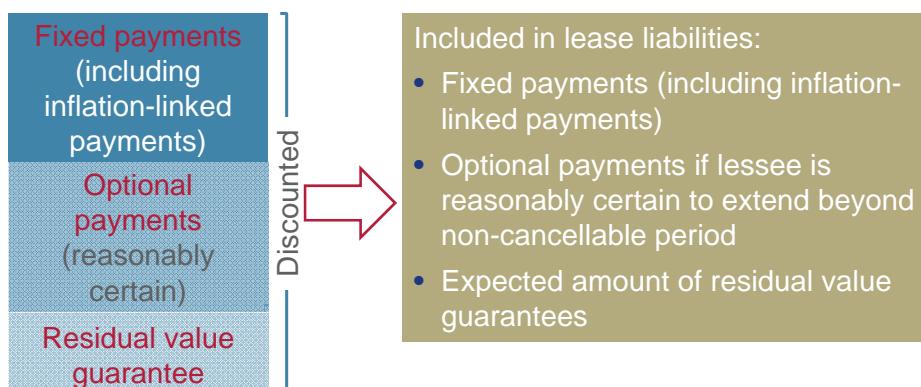 Fixed payments
(including
inflation-linked
payments)
Optional
payments
(reasonably
certain)
Residual value
guarantee
Discounted
Included in lease liabilities:
• Fixed payments (including inflation-
linked payments)
• Optional payments if lessee is
reasonably certain to extend beyond
non-cancellable period
• Expected amount of residual value
guarantees